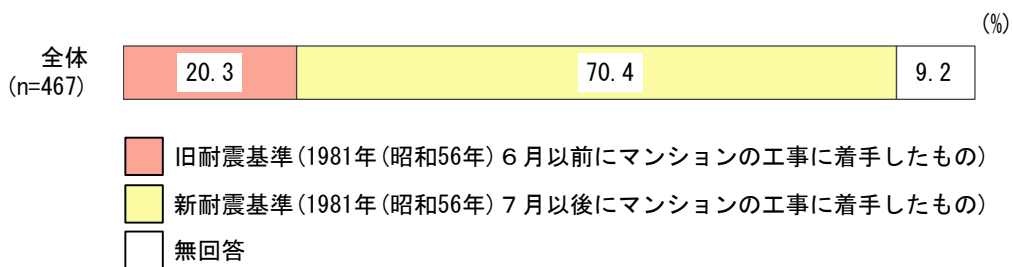 (%)
全体
(n=467)
20.3 70.4 9.2
旧耐震基準(1981年(昭和56年)６月以前にマンションの工事に着手したもの)
新耐震基準(1981年(昭和56年)７月以後にマンションの工事に着手したもの)
無回答